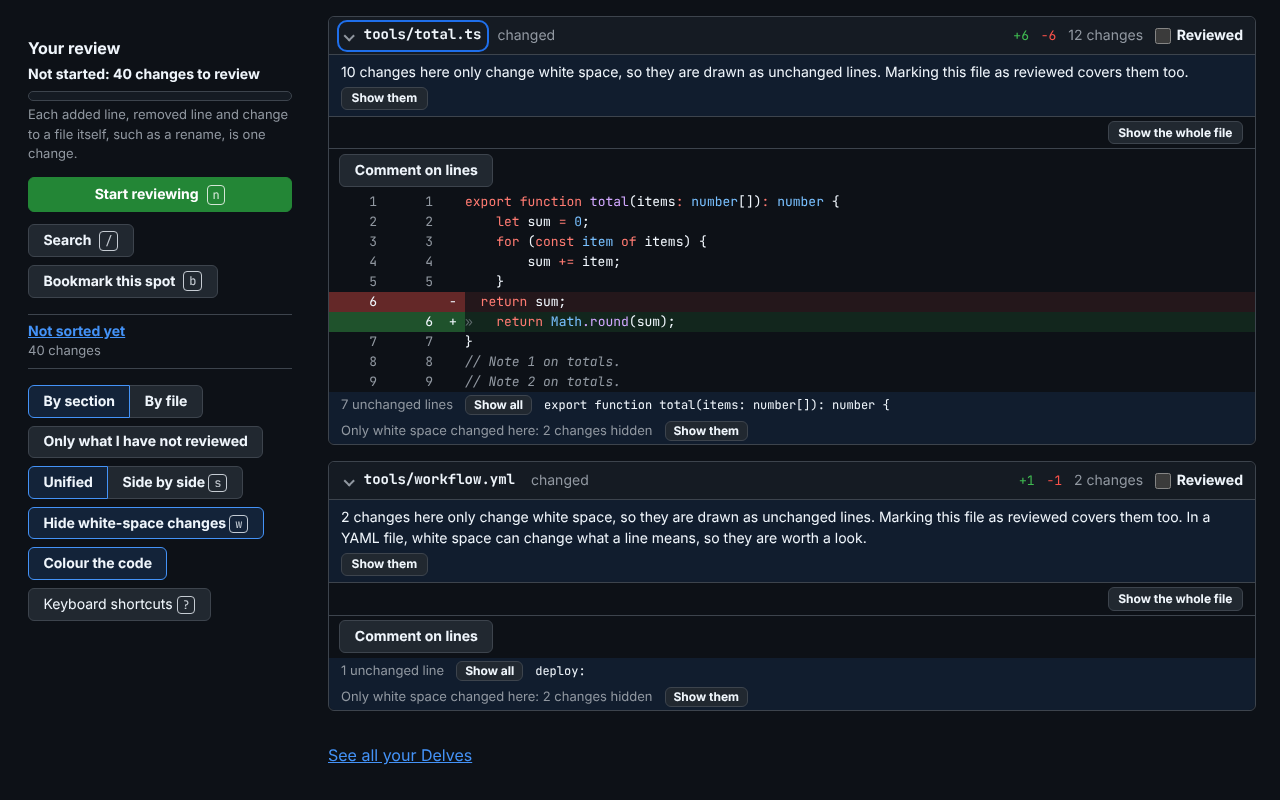 Your review
Not started: 40 changes to review
Each added line, removed line and change
to a file itself, such as a rename, is one
change.
Start reviewing n
Search /
Bookmark this spot b
Not sorted yet
40 changes
By section By file
Only what I have not reviewed
Unified Side by side s
Hide white-space changes w
Colour the code
Keyboard shortcuts ?
tools/total.ts changed +6 -6 12 changes Reviewed
10 changes here only change white space, so they are drawn as unchanged lines. Marking this file as reviewed covers them too.
Show them
Show the whole file
Comment on lines
1 1 export function total(items: number[]): number {
2 2 let sum = 0;
3 3 for (const item of items) {
4 4 sum += item;
5 5 }
6 - return sum;
6 + » return Math.round(sum);
7 7 }
8 8 // Note 1 on totals.
9 9 // Note 2 on totals.
7 unchanged lines Show all export function total(items: number[]): number {
Only white space changed here: 2 changes hidden Show them
tools/workflow.yml changed +1 -1 2 changes Reviewed
2 changes here only change white space, so they are drawn as unchanged lines. Marking this file as reviewed covers them too. In a
YAML file, white space can change what a line means, so they are worth a look.
Show them
Show the whole file
Comment on lines
1 unchanged line Show all deploy:
Only white space changed here: 2 changes hidden Show them
See all your Delves